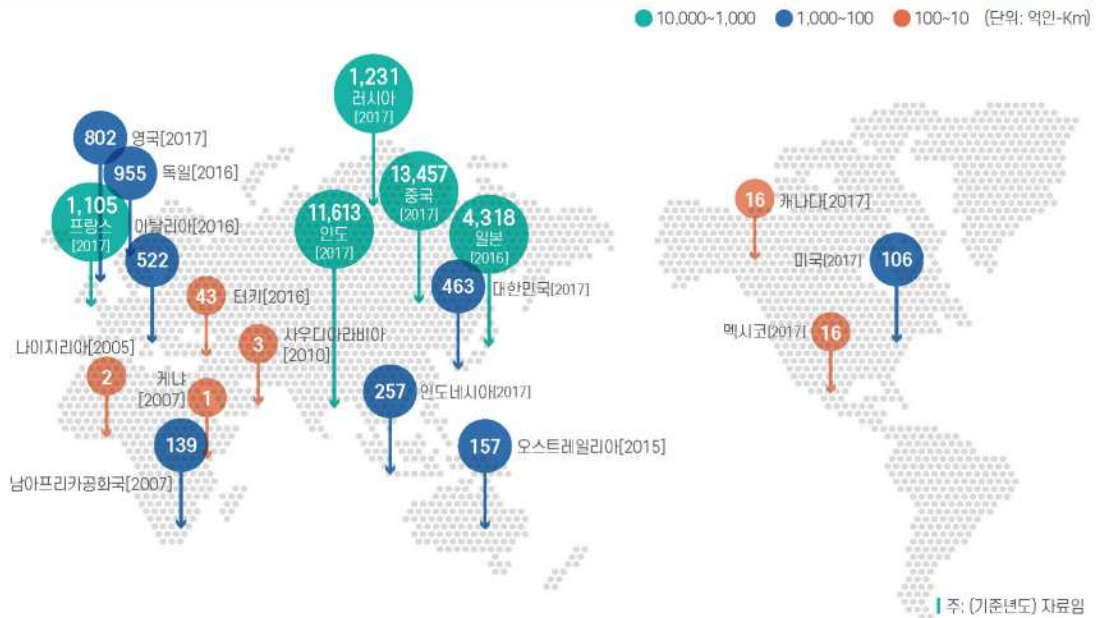 10,000~1,000 1,000~100 100~10 (단위: 억인-Km)
1,231
러시아
[2017]
802 영국[2017]
955 독일[2016]
1,105
프랑스
[2017]
이탈리아[2016]
522
11,613
인도
[2017]
13,457
중국
[2017]
4,318
일본
[2016]
463 대한민국[2017]
43 터키[2016]
3 사우디아라비아
[2010]
나이지리아[2005]
2
케냐
[2007]
1
139
남아프리카공화국[2007]
257 인도네시아[2017]
157 오스트레일리아[2015]
16 캐나다[2017]
미국[2017] 106
멕시코[2017] 16
주: (기준년도) 자료임